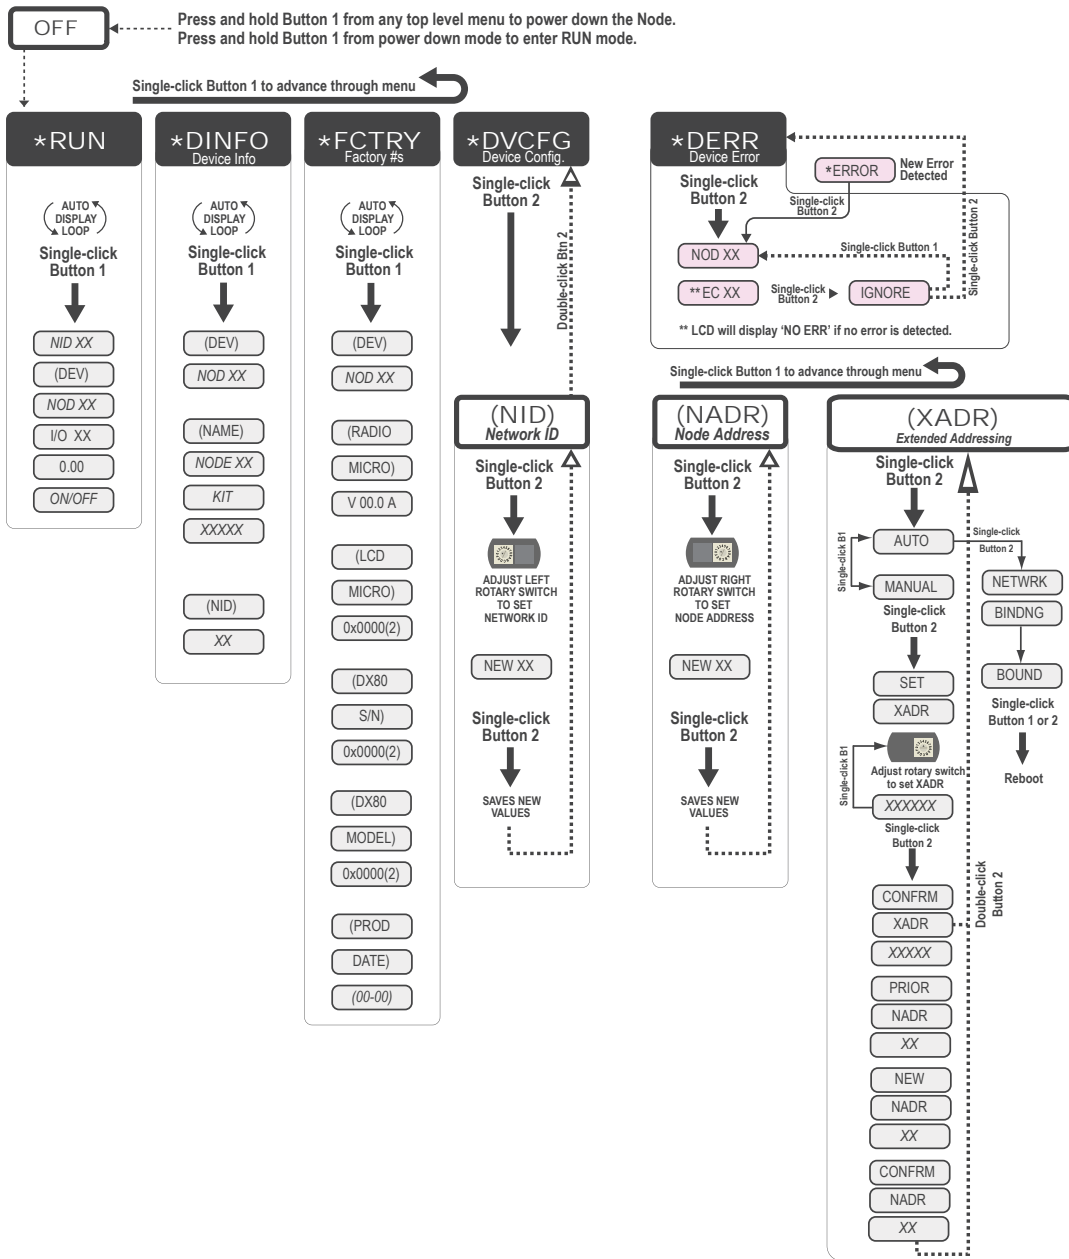 OFF
Press and hold Button 1 from any top level menu to power down the Node.
Press and hold Button 1 from power down mode to enter RUN mode.
Single-click Button 1 to advance through menu
*RUN
AUTO
DISPLAY
LOOP
Single-click
Button 1
NID XX
(DEV)
NOD XX
I/O XX
0.00
ON/OFF
*DINFO
Device Info
AUTO
DISPLAY
LOOP
Single-click
Button 1
(DEV)
NOD XX
(NAME)
NODE XX
KIT
XXXXX
(NID)
XX
*FCTRY
Factory #s
AUTO
DISPLAY
LOOP
Single-click
Button 1
(DEV)
NOD XX
(RADIO
MICRO)
V 00.0 A
(LCD
MICRO)
0x0000(2)
(DX80
S/N)
0x0000(2)
(DX80
MODEL)
0x0000(2)
(PROD
DATE)
(00-00)
*DVCFG
Device Config.
Single-click
Button 2
Double-click Btn 2
(NID)
Network ID
Single-click
Button 2
ADJUST LEFT
ROTARY SWITCH
TO SET
NETWORK ID
NEW XX
Single-click
Button 2
SAVES NEW
VALUES
*DERR
Device Error
Single-click
Button 2
*ERROR
New Error
Detected
Single-click
Button 2
NOD XX
Single-click Button 1
**EC XX
Single-click
Button 2
IGNORE
Single-click Button 2
** LCD will display ‘NO ERR’ if no error is detected.
Single-click Button 1 to advance through menu
(NADR)
Node Address
Single-click
Button 2
ADJUST RIGHT
ROTARY SWITCH
TO SET
NODE ADDRESS
NEW XX
Single-click
Button 2
SAVES NEW
VALUES
(XADR)
Extended Addressing
Single-click
Button 2
AUTO
Single-click
Button 2
Single-click B1
MANUAL
NETWRK
BINDNG
BOUND
Single-click
Button 1 or 2
Reboot
Single-click
Button 2
SET
XADR
Adjust rotary switch
to set XADR
Single-click B1
XXXXXX
Single-click
Button 2
CONFRM
XADR
XXXXX
Double-click
Button 2
PRIOR
NADR
XX
NEW
NADR
XX
CONFRM
NADR
XX